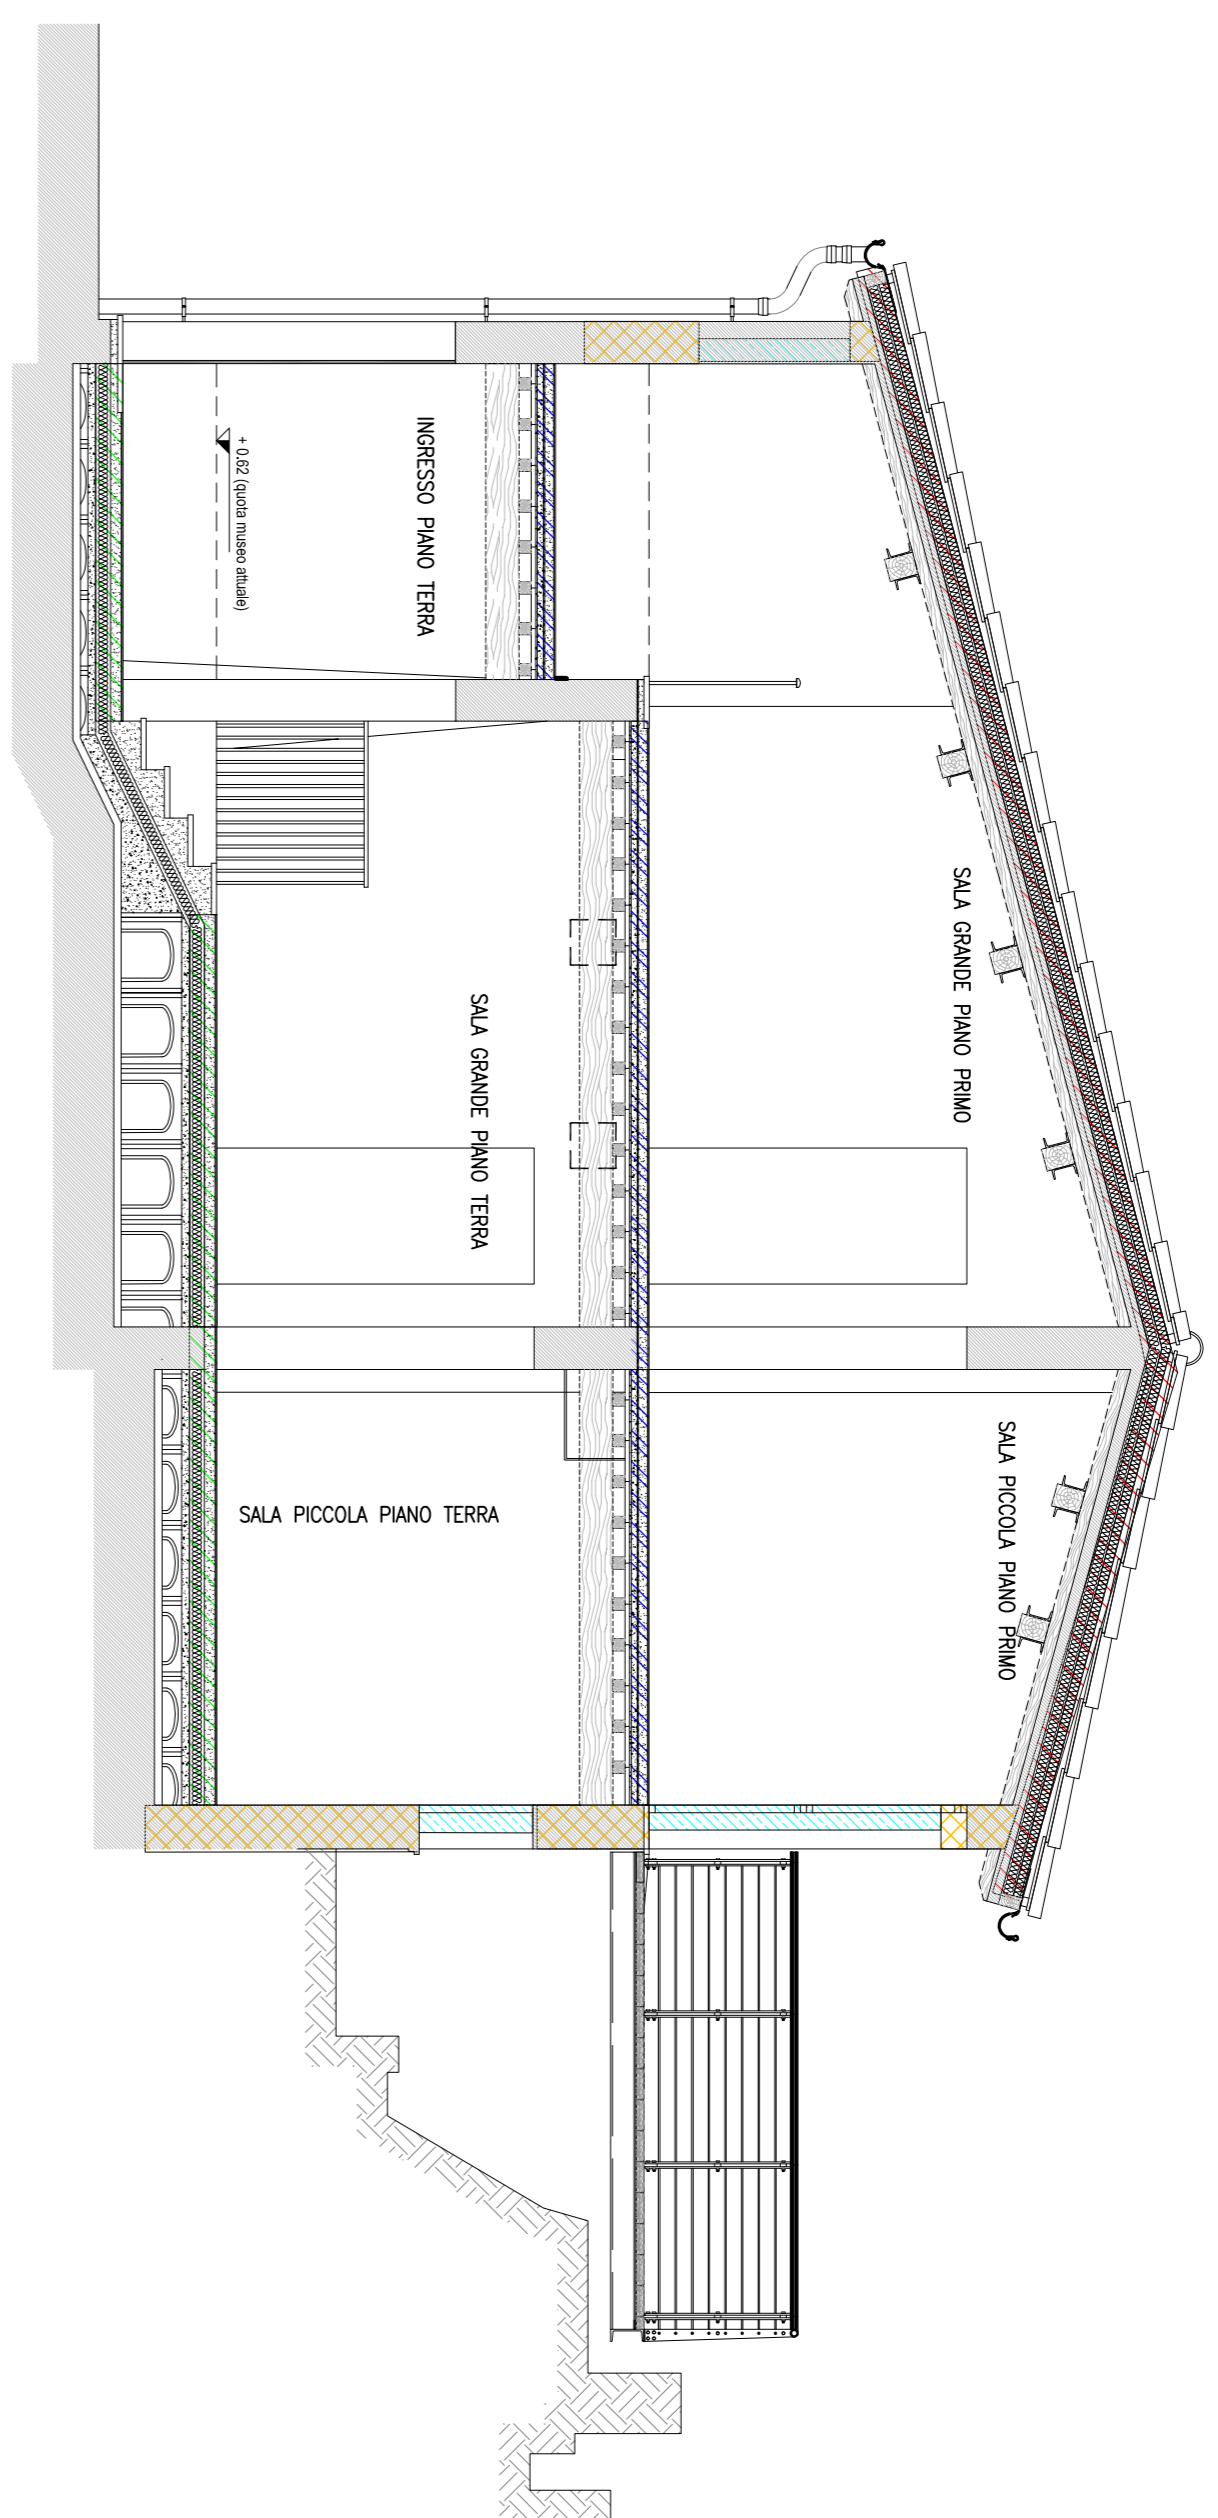 INGRESSO PIANO TERRA
+ 0.62 (quota museo attuale)
SALA GRANDE PIANO PRIMO
SALA GRANDE PIANO TERRA
SALA PICCOLA PIANO PRIMO
SALA PICCOLA PIANO TERRA